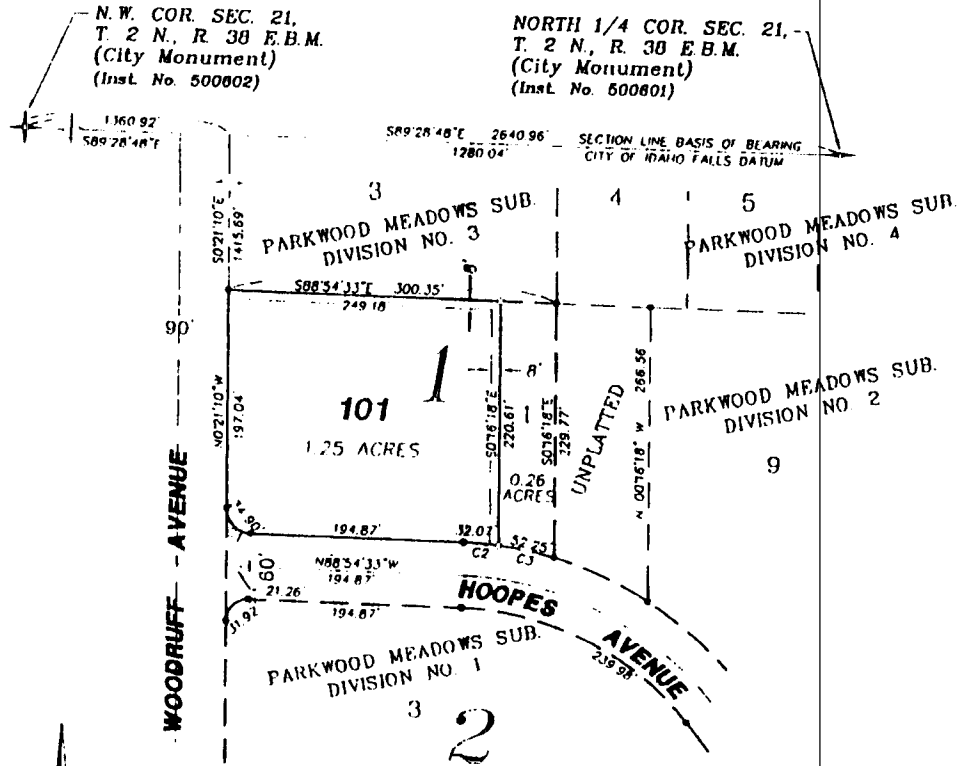 N. W. COR. SEC. 21,
T. 2 N., R. 38 E.B.M.
(City Monument)
(Inst. No. 500602)
NORTH 1/4 COR. SEC. 21,
T. 2 N., R. 38 E.B.M.
(City Monument)
(Inst. No. 500601)
1360.92'
S89°28'48"E
S89°28'48"E 2640.96'
1280.04'
SECTION LINE BASIS OF BEARING
CITY OF IDAHO FALLS DATUM
S0°21'10"E
1415.69'
3
4
5
PARKWOOD MEADOWS SUB.
DIVISION NO. 3
PARKWOOD MEADOWS SUB.
DIVISION NO. 4
8'
S88°54'33"E 300.35'
249.18
90'
1
8'
101
1.25 ACRES
N0°21'10"W
197.04'
S0°16'18"E
220.61'
S0°16'18"E
229.77'
0.26
ACRES
UNPLATTED
N 00°16'18" W 266.56
PARKWOOD MEADOWS SUB.
DIVISION NO. 2
9
WOODRUFF AVENUE
194.87'
52.25'
C2
C3
N88°54'33"W
194.87'
60'
21.26
194.87'
31.92
HOOPES AVENUE
239.98'
PARKWOOD MEADOWS SUB.
DIVISION NO. 1
3
2